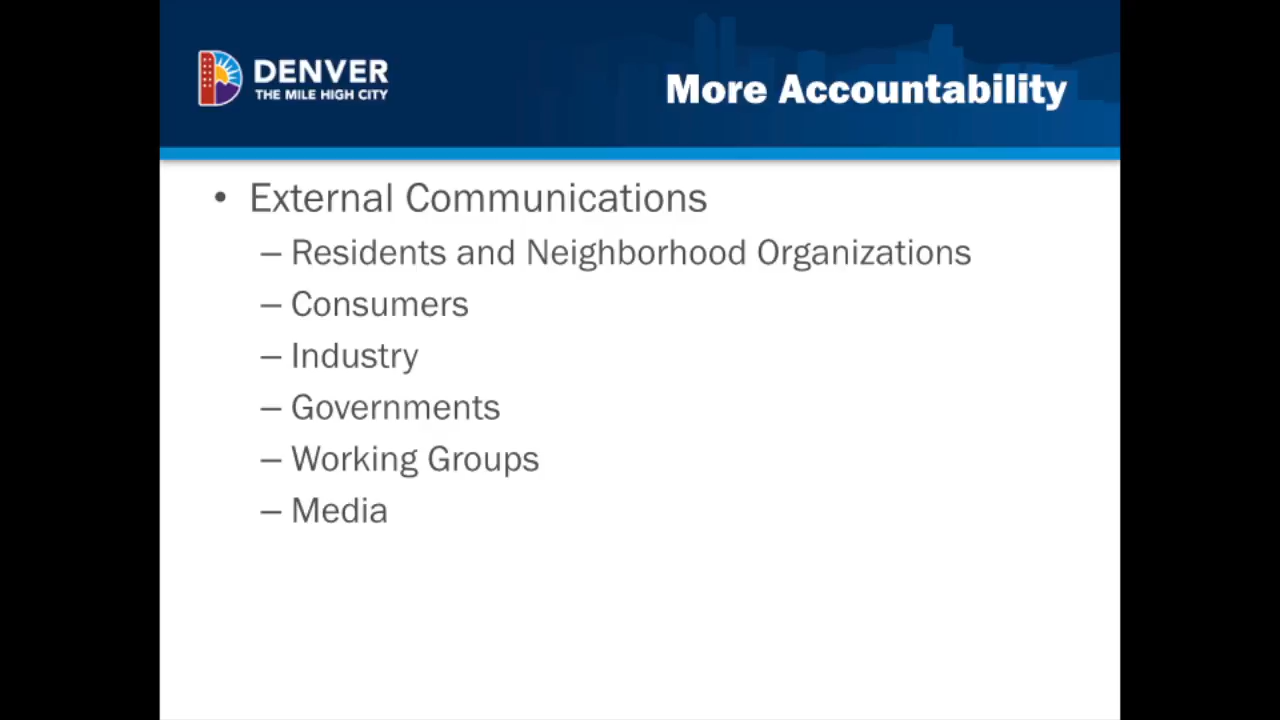 DENVER
THE MILE HIGH CITY
More Accountability
• External Communications
– Residents and Neighborhood Organizations
– Consumers
– Industry
– Governments
– Working Groups
– Media